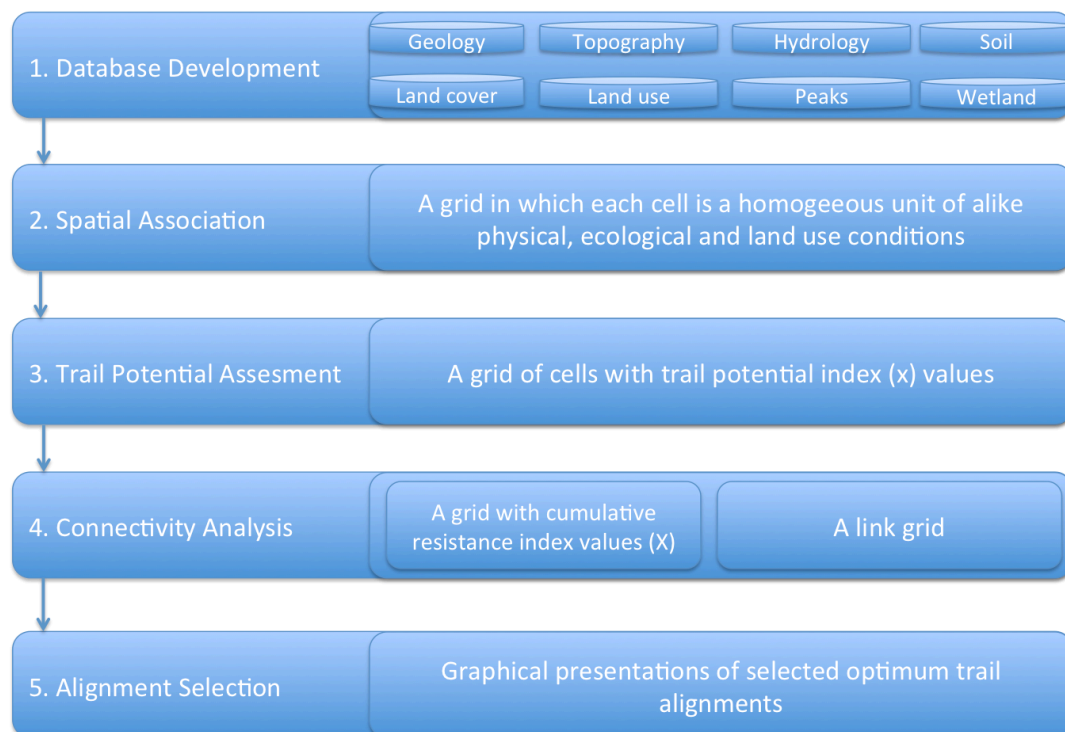 1. Database Development
Geology
Topography
Hydrology
Soil
Land cover
Land use
Peaks
Wetland
2. Spatial Association
A grid in which each cell is a homogeeous unit of alike
physical, ecological and land use conditions
3. Trail Potential Assesment
A grid of cells with trail potential index (x) values
4. Connectivity Analysis
A grid with cumulative
resistance index values (X)
A link grid
5. Alignment Selection
Graphical presentations of selected optimum trail
alignments